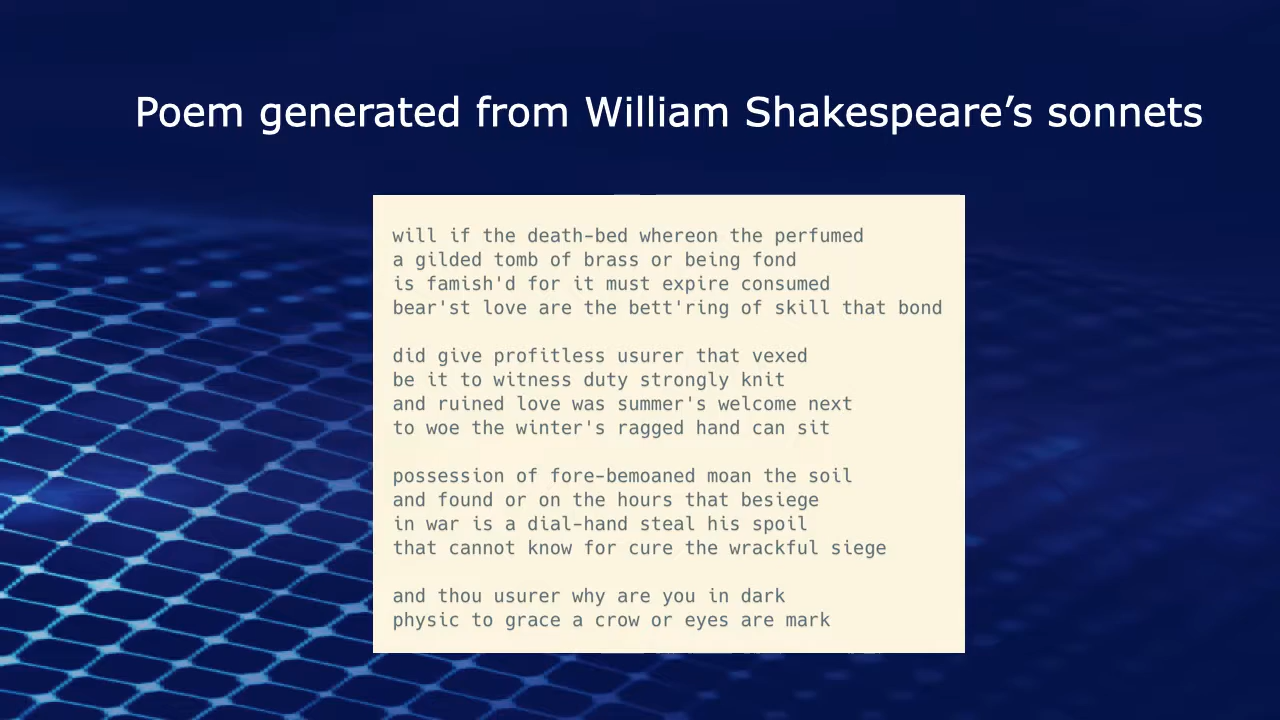 Poem generated from William Shakespeare’s sonnets
will if the death-bed whereon the perfumed
a gilded tomb of brass or being fond
is famish'd for it must expire consumed
bear'st love are the bett'ring of skill that bond
did give profitless usurer that vexed
be it to witness duty strongly knit
and ruined love was summer's welcome next
to woe the winter's ragged hand can sit
possession of fore-bemoaned moan the soil
and found or on the hours that besiege
in war is a dial-hand steal his spoil
that cannot know for cure the wrackful siege
and thou usurer why are you in dark
physic to grace a crow or eyes are mark